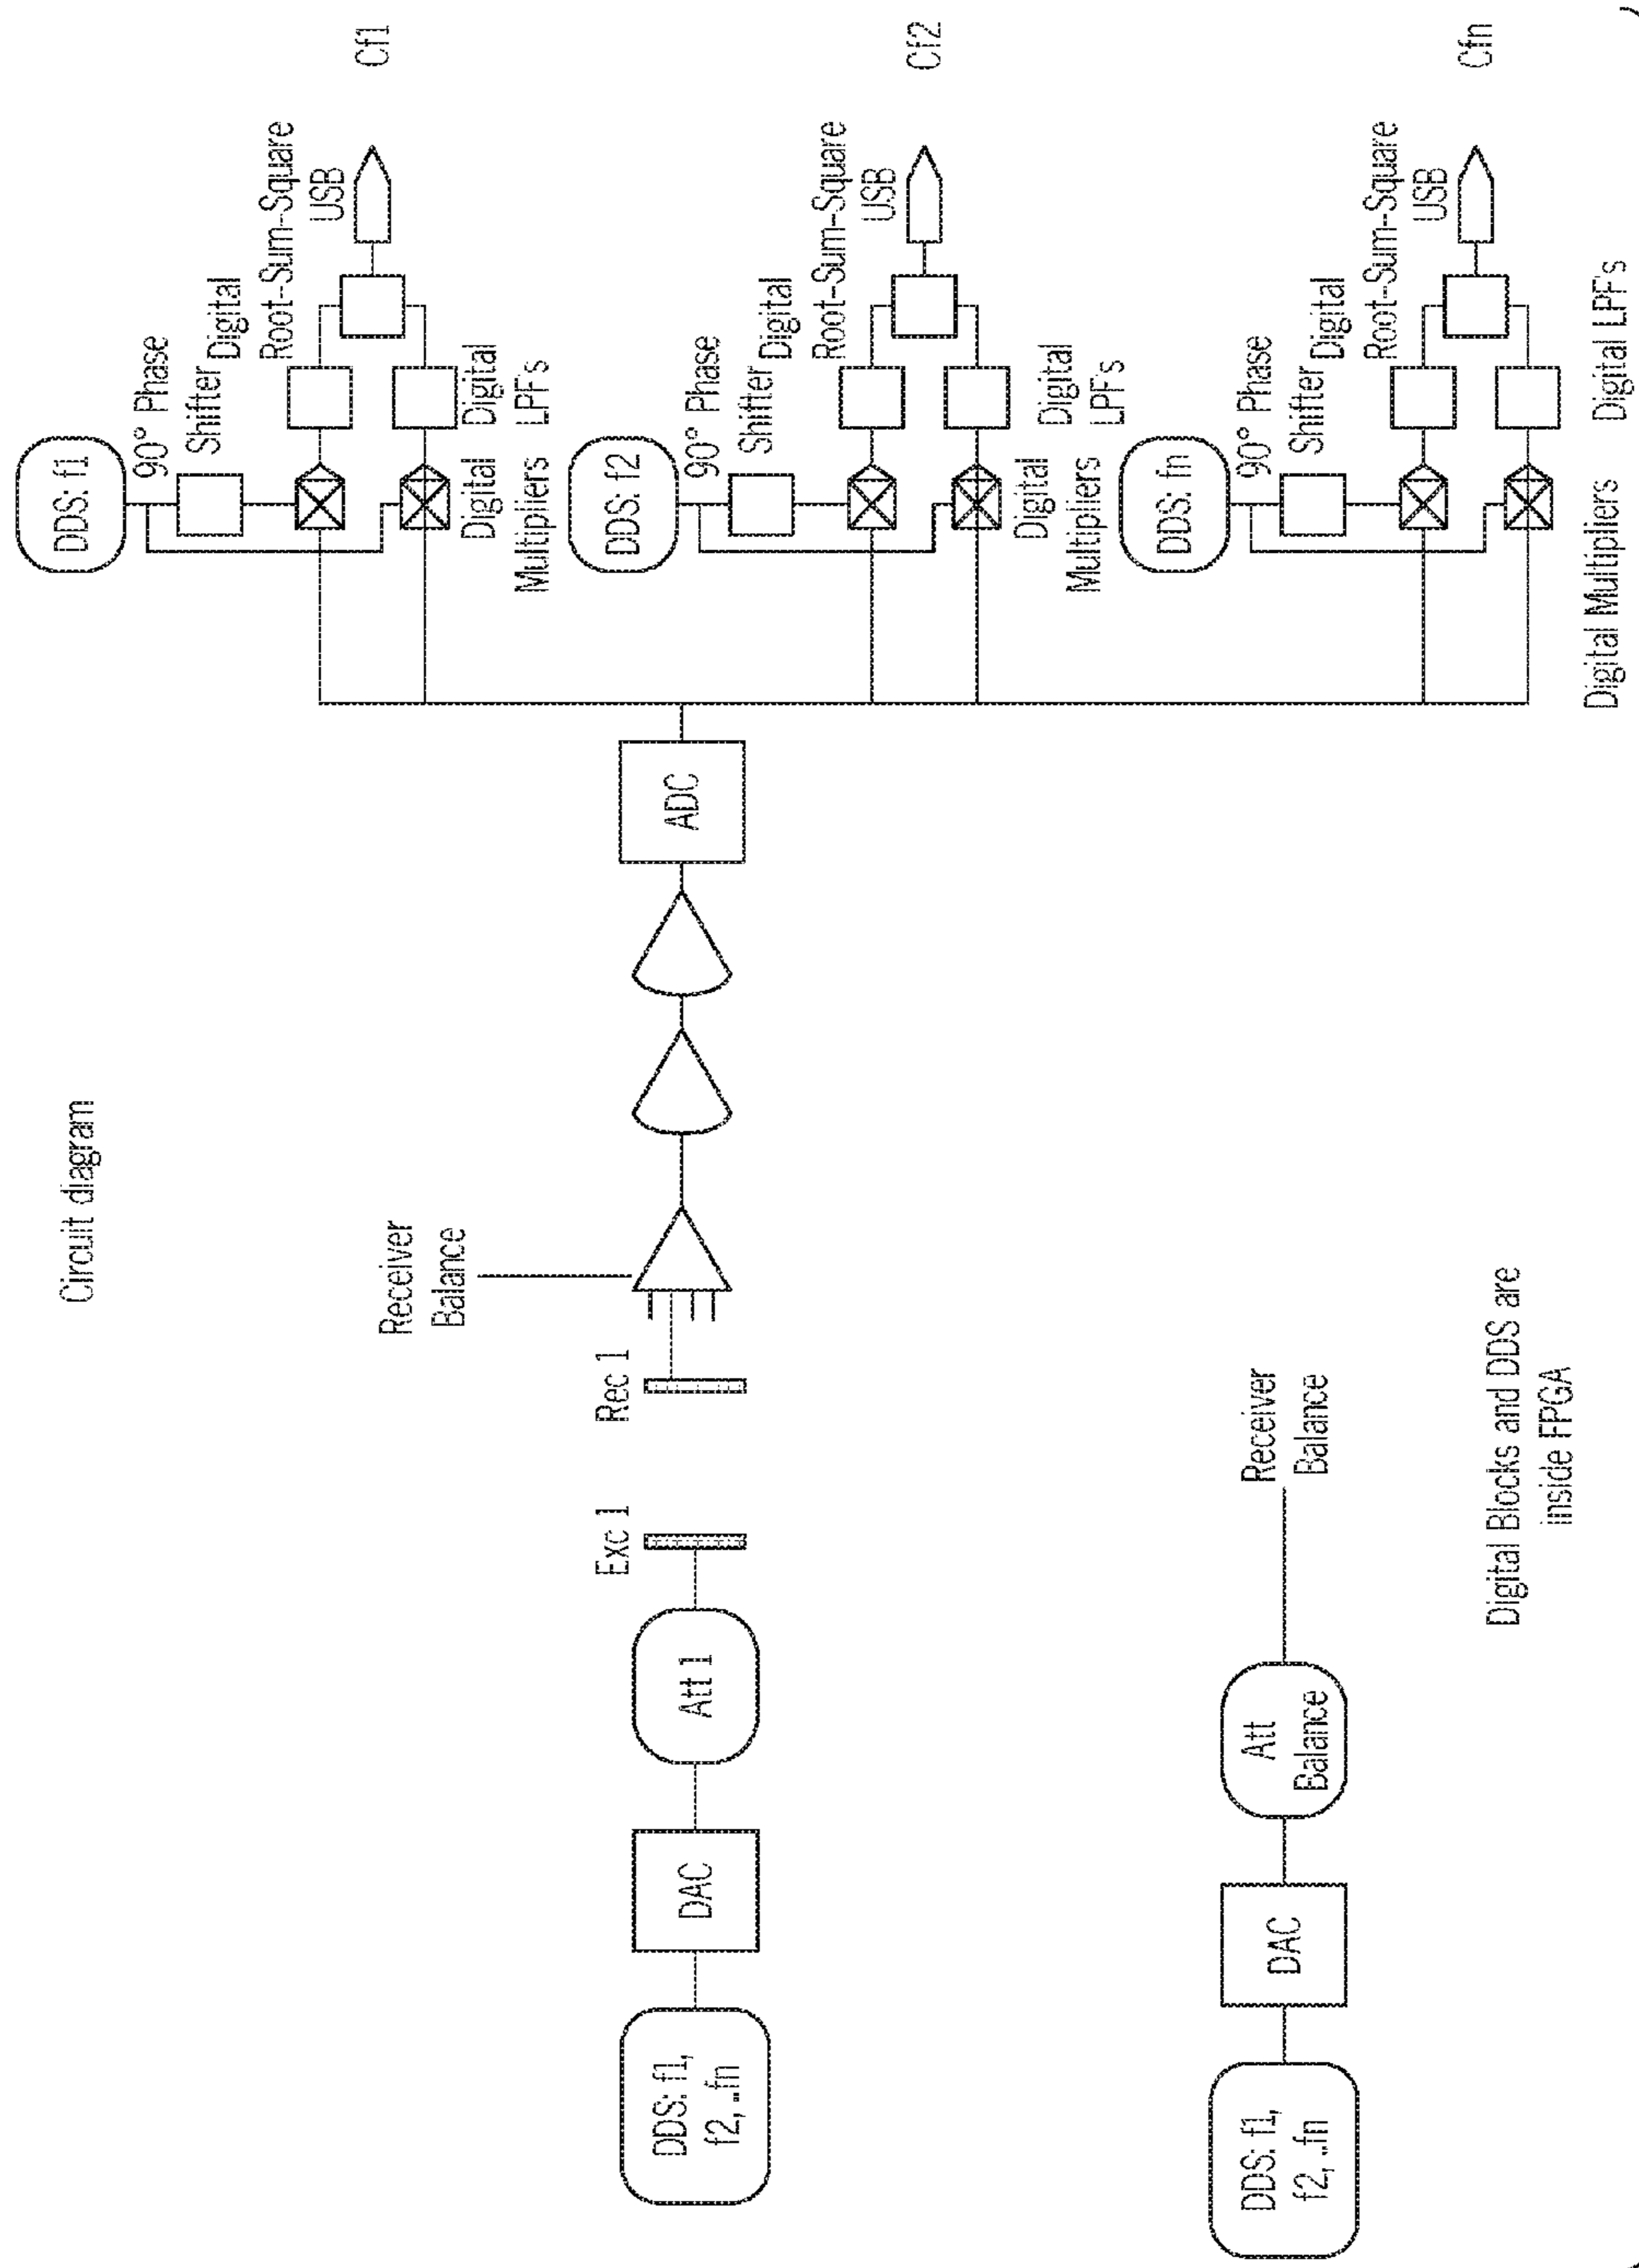 Circuit diagram
DDS: f1,
f2,..fn
DAC
Att 1
Exc 1
Rec 1
Receiver
Balance
ADC
DDS: f1
90° Phase
Shifter
Digital
Root-Sum-Square
USB
Cf1
Digital
Multipliers
Digital
LPF's
DDS: f2
90° Phase
Shifter
Digital
Root-Sum-Square
USB
Cf2
Digital
Multipliers
Digital
LPF's
DDS: fn
90° Phase
Shifter
Digital
Root-Sum-Square
USB
Cfn
Digital Multipliers
Digital LPF's
DDS: f1,
f2,..fn
DAC
Att
Balance
Receiver
Balance
Digital Blocks and DDS are
inside FPGA